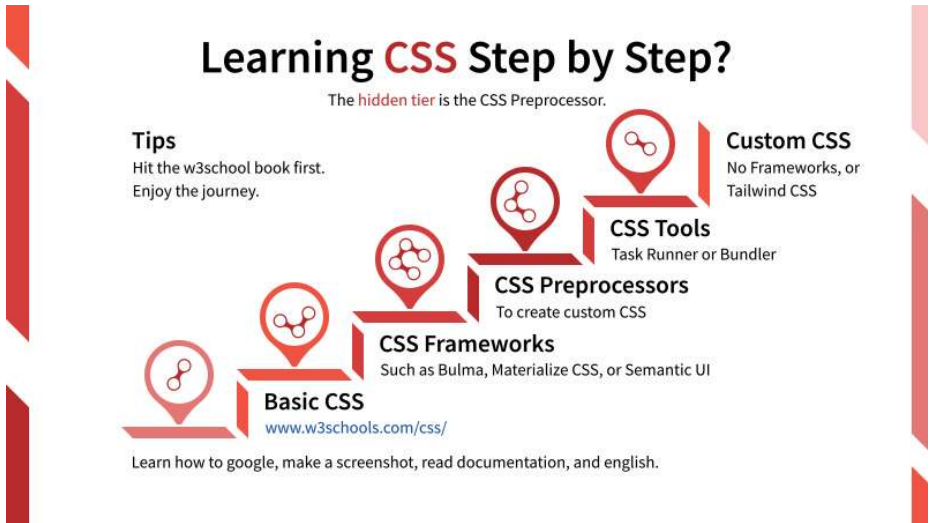 Learning CSS Step by Step?
The hidden tier is the CSS Preprocessor.
Tips
Hit the w3school book first.
Enjoy the journey.
Custom CSS
No Frameworks, or
Tailwind CSS
CSS Tools
Task Runner or Bundler
CSS Preprocessors
To create custom CSS
CSS Frameworks
Such as Bulma, Materialize CSS, or Semantic UI
Basic CSS
www.w3schools.com/css/
Learn how to google, make a screenshot, read documentation, and english.